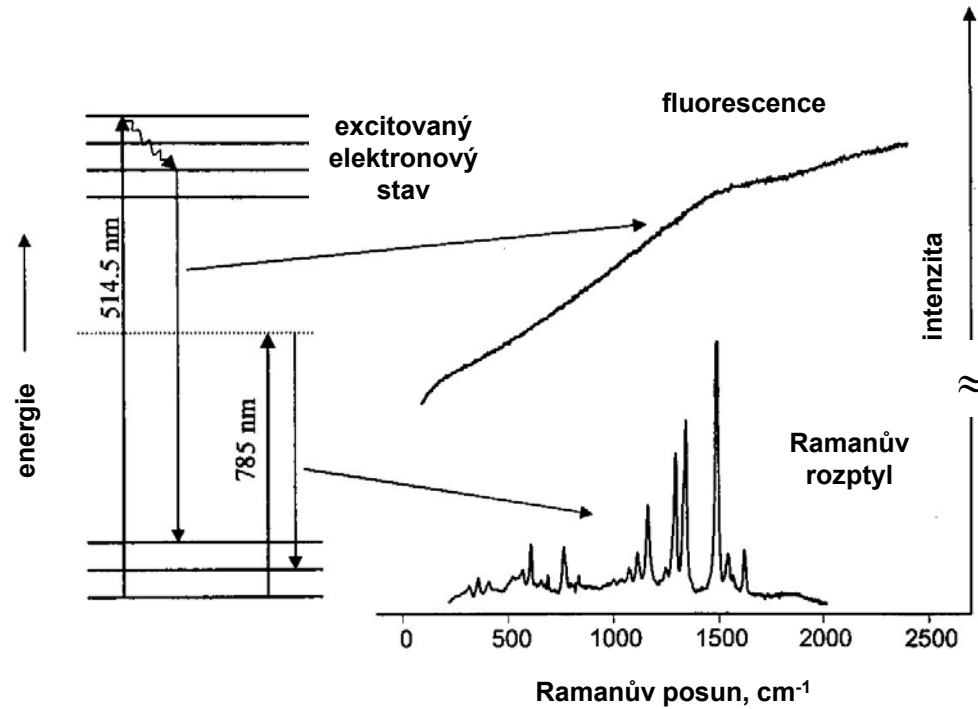 fluorescence
excitovaný
elektronový
stav
514.5 nm
785 nm
energie
intenzita
≈
Ramanův
rozptyl
0 500 1000 1500 2000 2500
Ramanův posun, cm-1